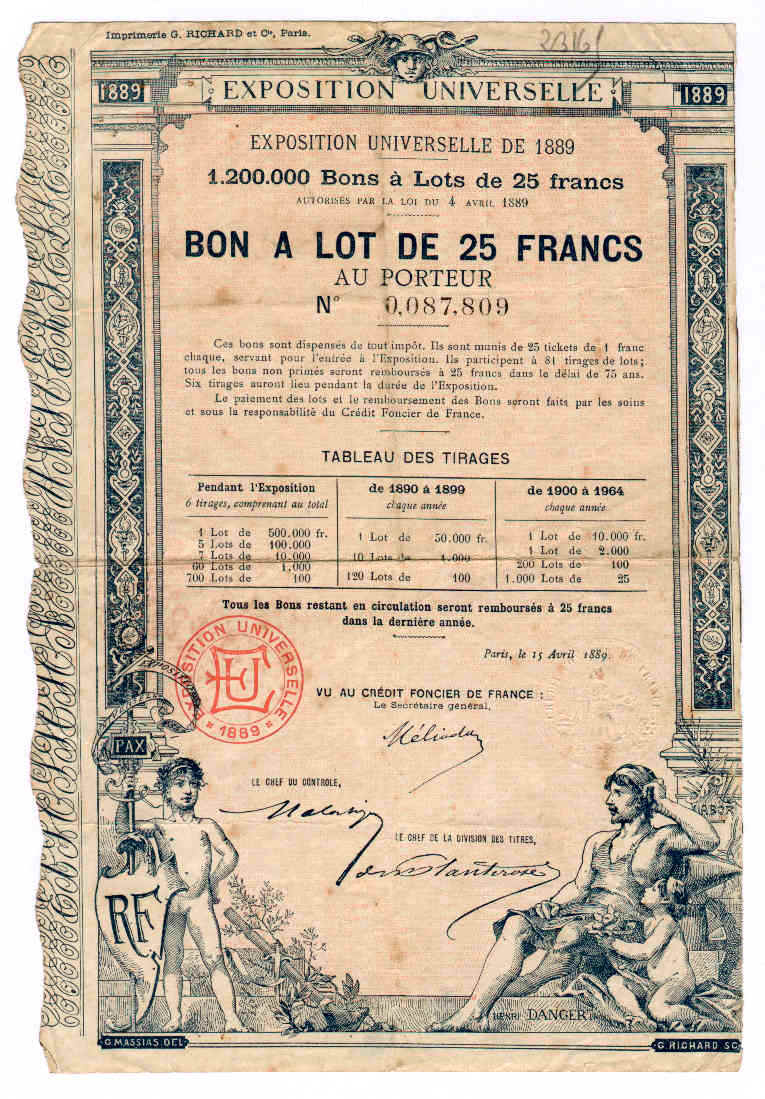 Imprimerie G. RICHARD et Cie, Paris.
1889
EXPOSITION UNIVERSELLE
1889
EXPOSITION UNIVERSELLE DE 1889
1.200.000 Bons à Lots de 25 francs
AUTORISÉS PAR LA LOI DU 4 AVRIL 1889
BON A LOT DE 25 FRANCS
AU PORTEUR
N° 0,087,809
Ces bons sont dispensés de tout impôt. Ils sont munis de 25 tickets de 1 franc
chaque, servant pour l'entrée à l'Exposition. Ils participent à 81 tirages de lots;
tous les bons non primés seront remboursés à 25 francs dans le délai de 75 ans.
Six tirages auront lieu pendant la durée de l'Exposition.
Le paiement des lots et le remboursement des Bons seront faits par les soins
et sous la responsabilité du Crédit Foncier de France.
TABLEAU DES TIRAGES
Pendant l'Exposition
6 tirages, comprenant au total
1 Lot de 500.000 fr.
5 Lots de 100.000
7 Lots de 10.000
60 Lots de 1,000
700 Lots de 100
de 1890 à 1899
chaque année
1 Lot de 50.000 fr.
10 Lots de 1.000
120 Lots de 100
de 1900 à 1964
chaque année
1 Lot de 10.000 fr.
1 Lot de 2.000
200 Lots de 100
1.000 Lots de 25
Tous les Bons restant en circulation seront remboursés à 25 francs
dans la dernière année.
Paris, le 15 Avril 1889.
EXPOSITION UNIVERSELLE
* 1889 *
EU
VU AU CRÉDIT FONCIER DE FRANCE :
Le Secrétaire général,
LE CHEF DU CONTROLE,
LE CHEF DE LA DIVISION DES TITRES,
EXPOSITION
PAX
RF
LABOR
HENRI DANGER
G. MASSIAS. DEL
G. RICHARD SC